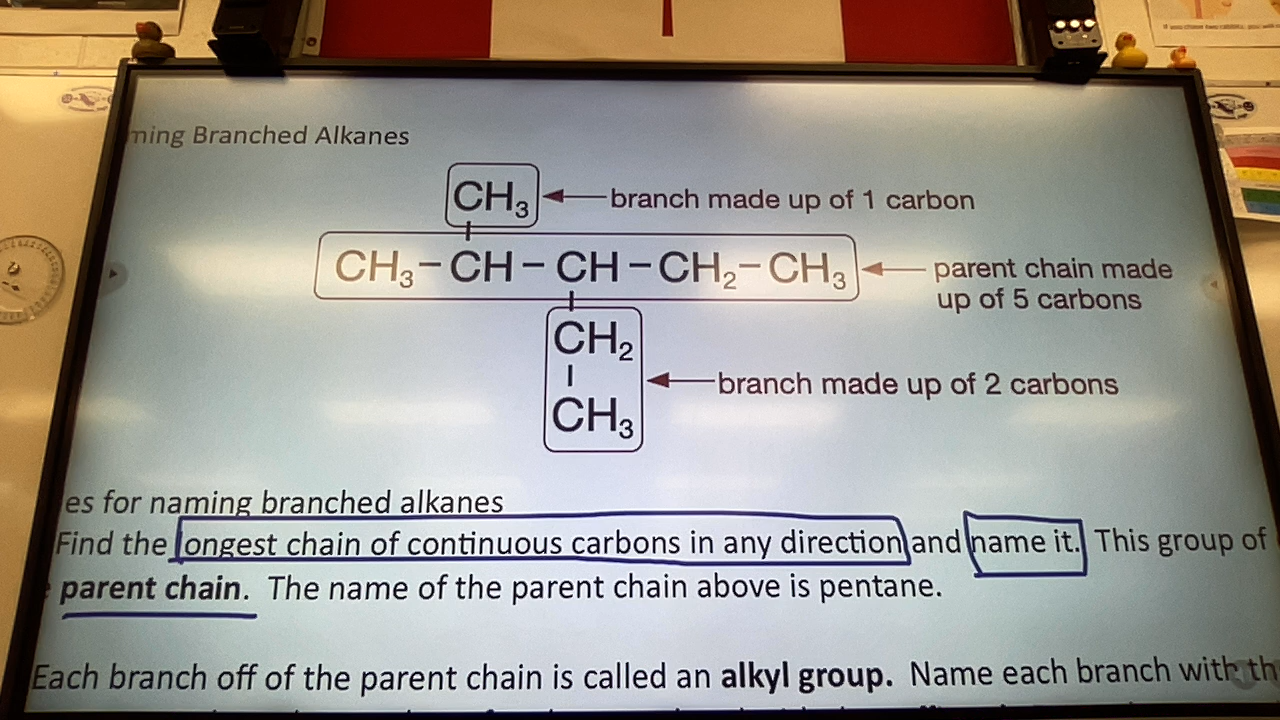 ming Branched Alkanes
CH₃ branch made up of 1 carbon
CH₃–CH–CH–CH₂–CH₃ parent chain made
up of 5 carbons
CH₂
branch made up of 2 carbons
CH₃
es for naming branched alkanes
Find the longest chain of continuous carbons in any direction and name it. This group of
parent chain. The name of the parent chain above is pentane.
Each branch off of the parent chain is called an alkyl group. Name each branch with th